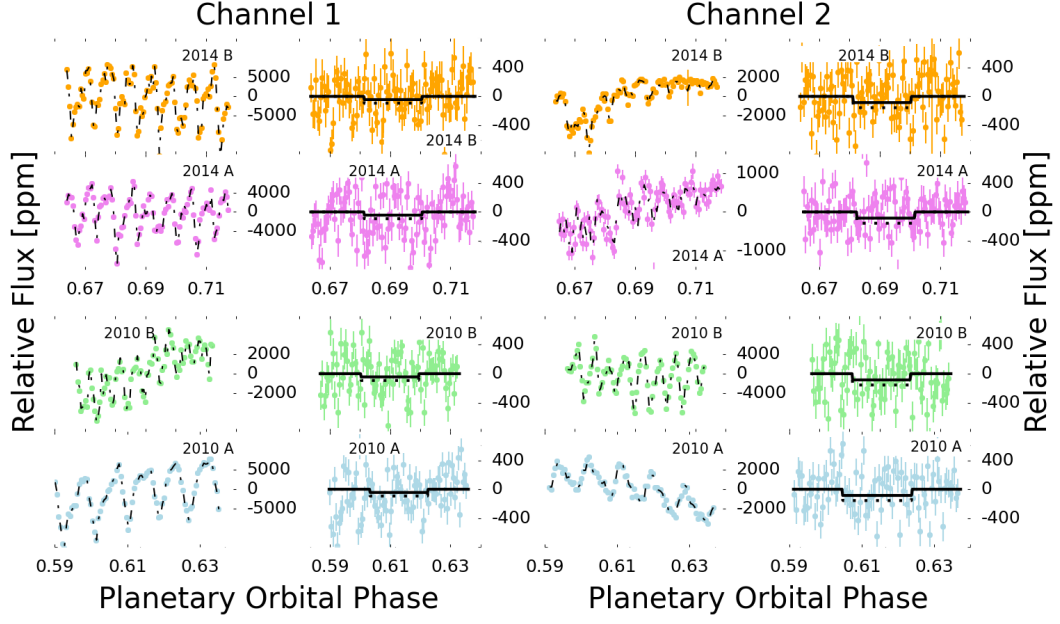 Channel 1 Channel 2
2014 B 5000 0 -5000 2014 B 400 0 -400 2014 B 2000 0 -2000 2014 B 400 0 -400
2014 A 4000 0 -4000 2014 A 400 0 -400 2014 A 1000 0 -1000 2014 A 400 0 -400
0.67 0.69 0.71 0.67 0.69 0.71 0.67 0.69 0.71 0.67 0.69 0.71
2010 B 2000 0 -2000 2010 B 400 0 -400 2010 B 4000 0 -4000 2010 B 400 0 -400
2010 A 5000 0 -5000 2010 A 400 0 -400 2010 A 2000 0 -2000 2010 A 400 0 -400
0.59 0.61 0.63 0.59 0.61 0.63 0.59 0.61 0.63 0.59 0.61 0.63
Planetary Orbital Phase Planetary Orbital Phase
Relative Flux [ppm]
Relative Flux [ppm]